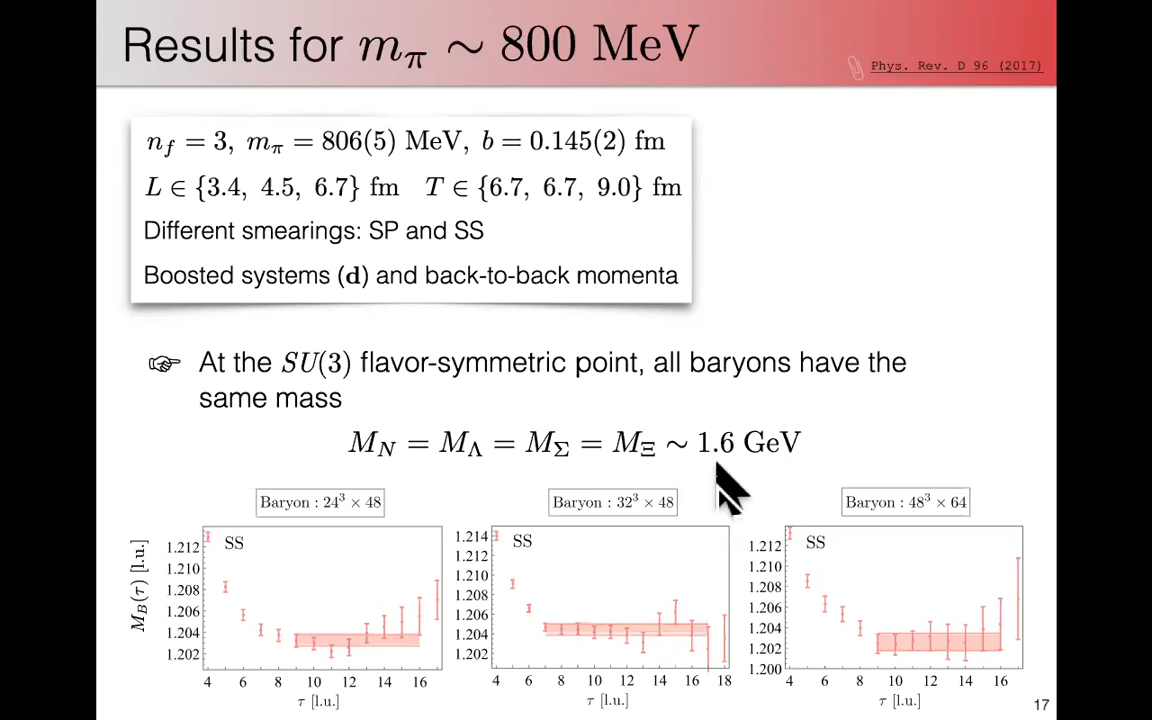 Results for m_π ∼ 800 MeV
Phys. Rev. D 96 (2017)
n_f = 3, m_π = 806(5) MeV, b = 0.145(2) fm
L ∈ {3.4, 4.5, 6.7} fm T ∈ {6.7, 6.7, 9.0} fm
Different smearings: SP and SS
Boosted systems (d) and back-to-back momenta
☞ At the SU(3) flavor-symmetric point, all baryons have the
same mass
M_N = M_Λ = M_Σ = M_Ξ ∼ 1.6 GeV
Baryon : 24³ × 48
M_B(τ) [l.u.]
SS
1.212
1.210
1.208
1.206
1.204
1.202
4 6 8 10 12 14 16
τ [l.u.]
Baryon : 32³ × 48
SS
1.214
1.212
1.210
1.208
1.206
1.204
1.202
4 6 8 10 12 14 16 18
τ [l.u.]
Baryon : 48³ × 64
SS
1.212
1.210
1.208
1.206
1.204
1.202
1.200
4 6 8 10 12 14 16
τ [l.u.]
17